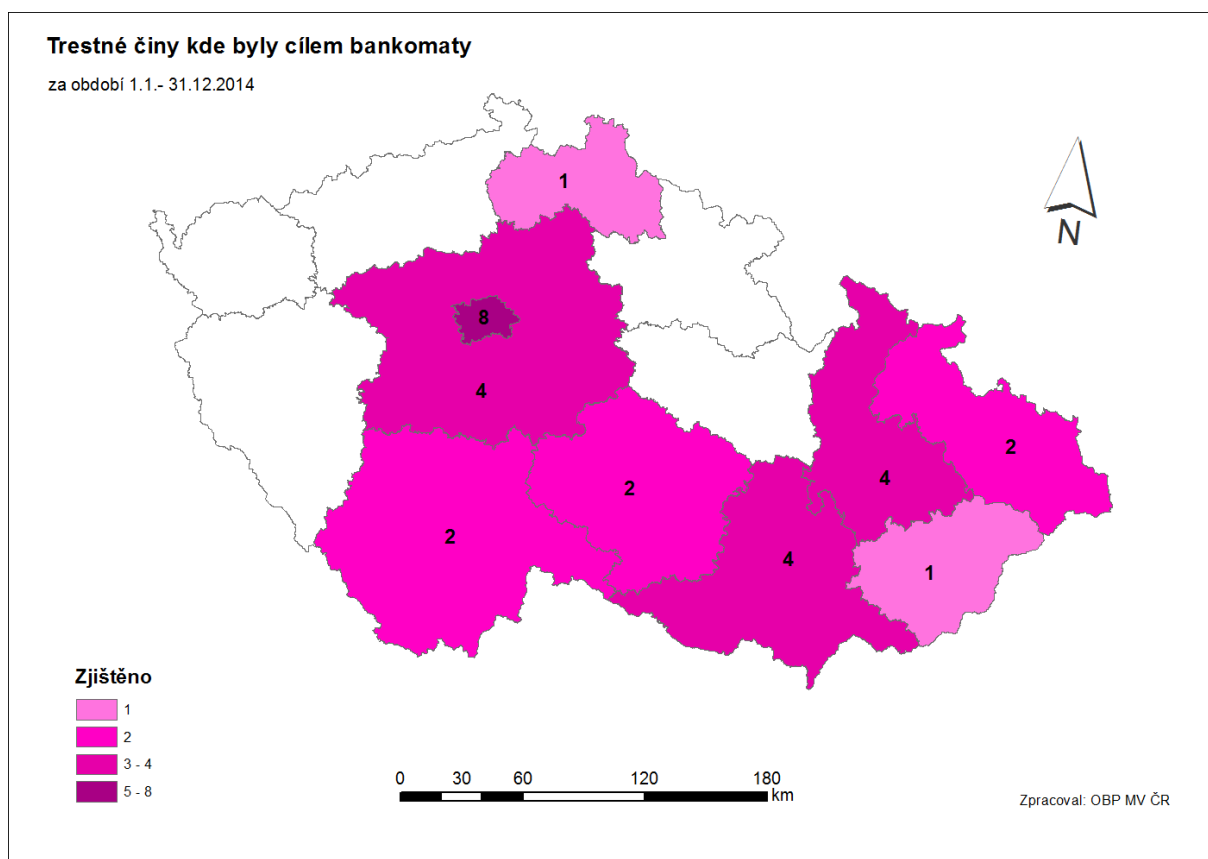 Trestné činy kde byly cílem bankomaty
za období 1.1.- 31.12.2014
1
N
8
4
2
2
4
2
4
1
Zjištěno
1
2
3 - 4
5 - 8
0 30 60 120 180
km
Zpracoval: OBP MV ČR